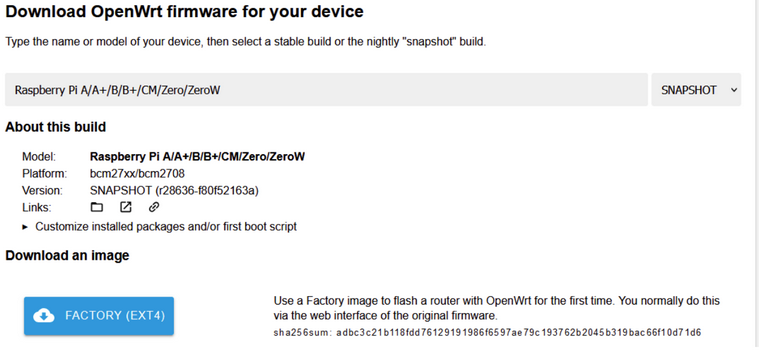 Download OpenWrt firmware for your device
Type the name or model of your device, then select a stable build or the nightly "snapshot" build.
Raspberry Pi A/A+/B/B+/CM/Zero/ZeroW
SNAPSHOT
About this build
Model: Raspberry Pi A/A+/B/B+/CM/Zero/ZeroW
Platform: bcm27xx/bcm2708
Version: SNAPSHOT (r28636-f80f52163a)
Links:
Customize installed packages and/or first boot script
Download an image
FACTORY (EXT4)
Use a Factory image to flash a router with OpenWrt for the first time. You normally do this
via the web interface of the original firmware.
sha256sum: adbc3c21b118fdd76129191986f6597ae79c193762b2045b319bac66f10d71d6